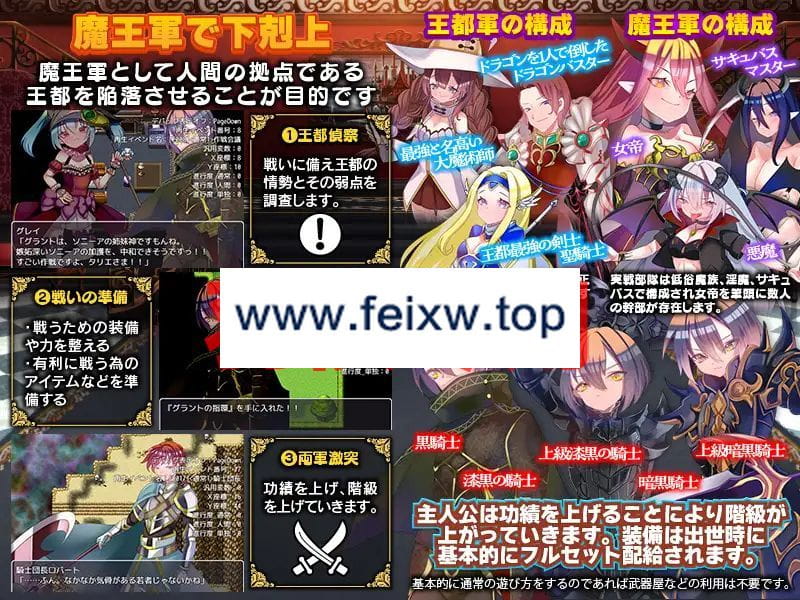 魔王軍で下剋上
魔王軍として人間の拠点である
王都を陥落させることが目的です
グレイ
「グラントは、ソニーアの姉妹神ですもんね。
嫉妬深いソニーアの加護を、中和できそうですっ!!
すごい作戦ですよ、タリエさま!!」
❶王都偵察
戦いに備え王都の
情勢とその弱点を
調査します。
❷戦いの準備
・戦うための装備
や力を整える
・有利に戦う為の
アイテムなどを準
備する
『グラントの指環』を手に入れた!!
騎士団長ロバート
「……ふん、なかなか気骨がある若者じゃないかね」
❸両軍激突
功績を上げ、階級
を上げていきます。
王都軍の構成
ドラゴンを1人で倒した
ドラゴンバスター
最強と名高い
大魔術師
王都最強の剣士
聖騎士
魔王軍の構成
サキュバス
マスター
女帝
悪魔
実戦部隊は低俗魔族、淫魔、サキュ
バスで構成され女帝を筆頭に数人
の幹部が存在します。
www.feixw.top
黒騎士
漆黒の騎士
上級漆黒の騎士
暗黒騎士
上級暗黒騎士
主人公は功績を上げることにより階級が
上がっていきます。装備は出世時に
基本的にフルセット配給されます。
基本的に通常の遊び方をするのであれば武器屋などの利用は不要です。